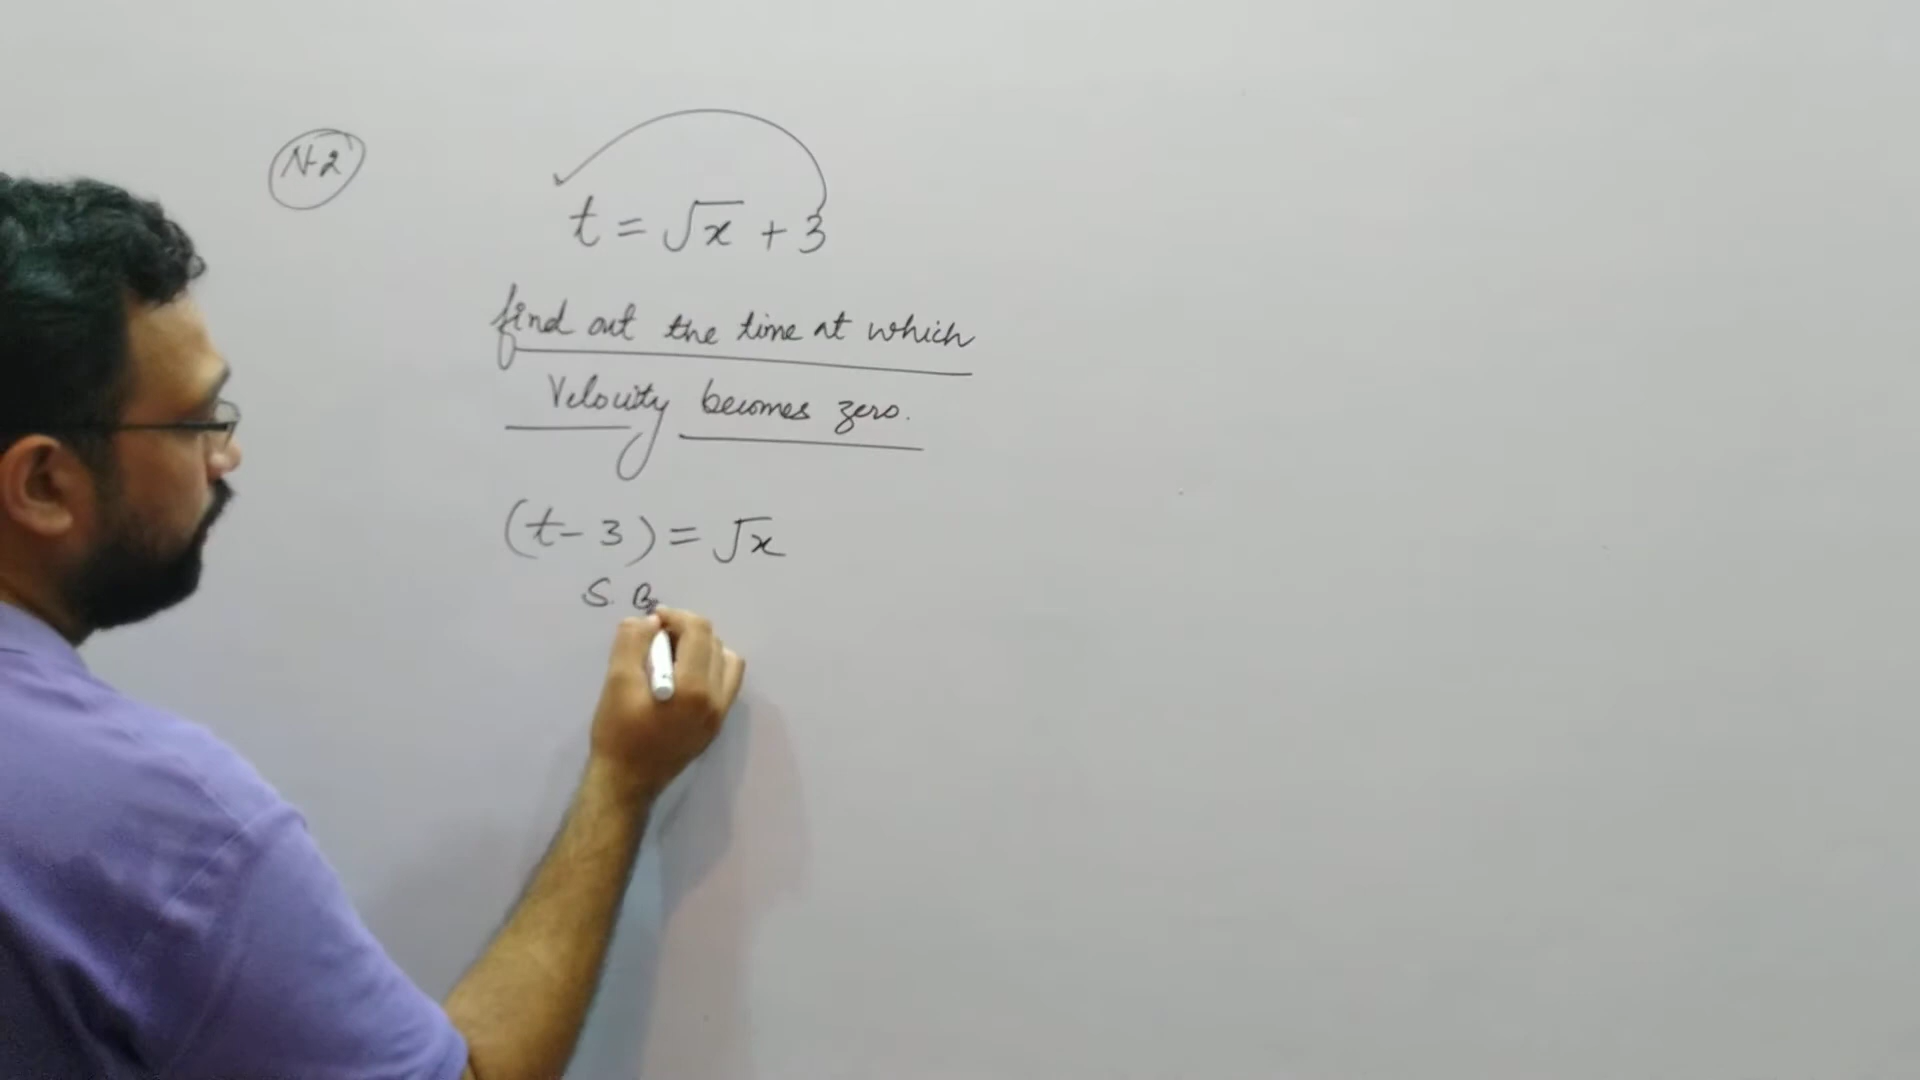 N-2
t = √x + 3
find out the time at which
Velocity becomes zero.
(t - 3) = √x
S. B